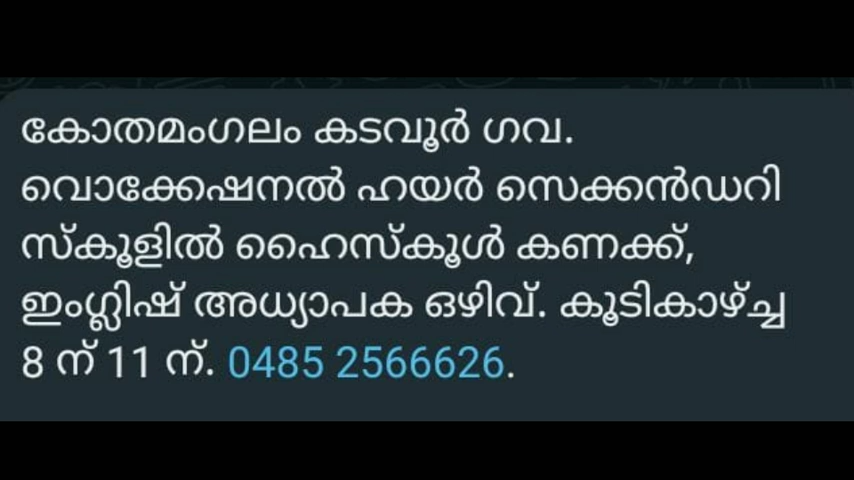 കോതമംഗലം കടവൂർ ഗവ.
വൊക്കേഷനൽ ഹയർ സെക്കൻഡറി
സ്കൂളിൽ ഹൈസ്കൂൾ കണക്ക്,
ഇംഗ്ലിഷ് അധ്യാപക ഒഴിവ്. കൂടികാഴ്ച്ച
8 ന് 11 ന്. 0485 2566626.